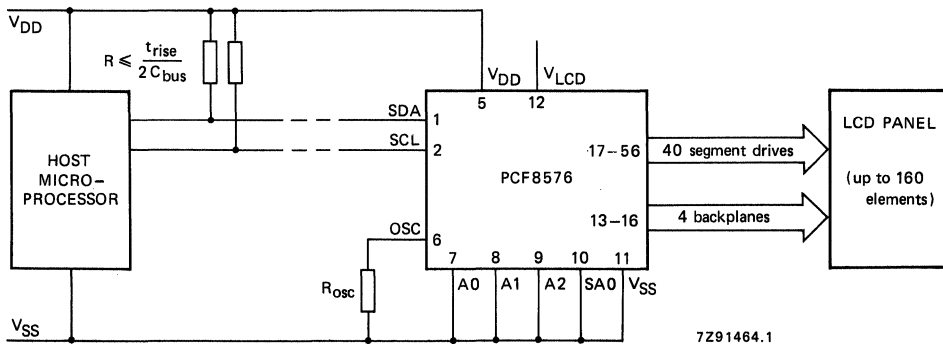 VDD
R ≤ trise / 2 Cbus
VDD
VLCD
5
12
HOST
MICRO-
PROCESSOR
SDA
1
SCL
2
PCF8576
17–56
40 segment drives
13–16
4 backplanes
LCD PANEL
(up to 160
elements)
OSC
6
Rosc
7
8
9
10
11
A0
A1
A2
SA0
VSS
VSS
7Z91464.1